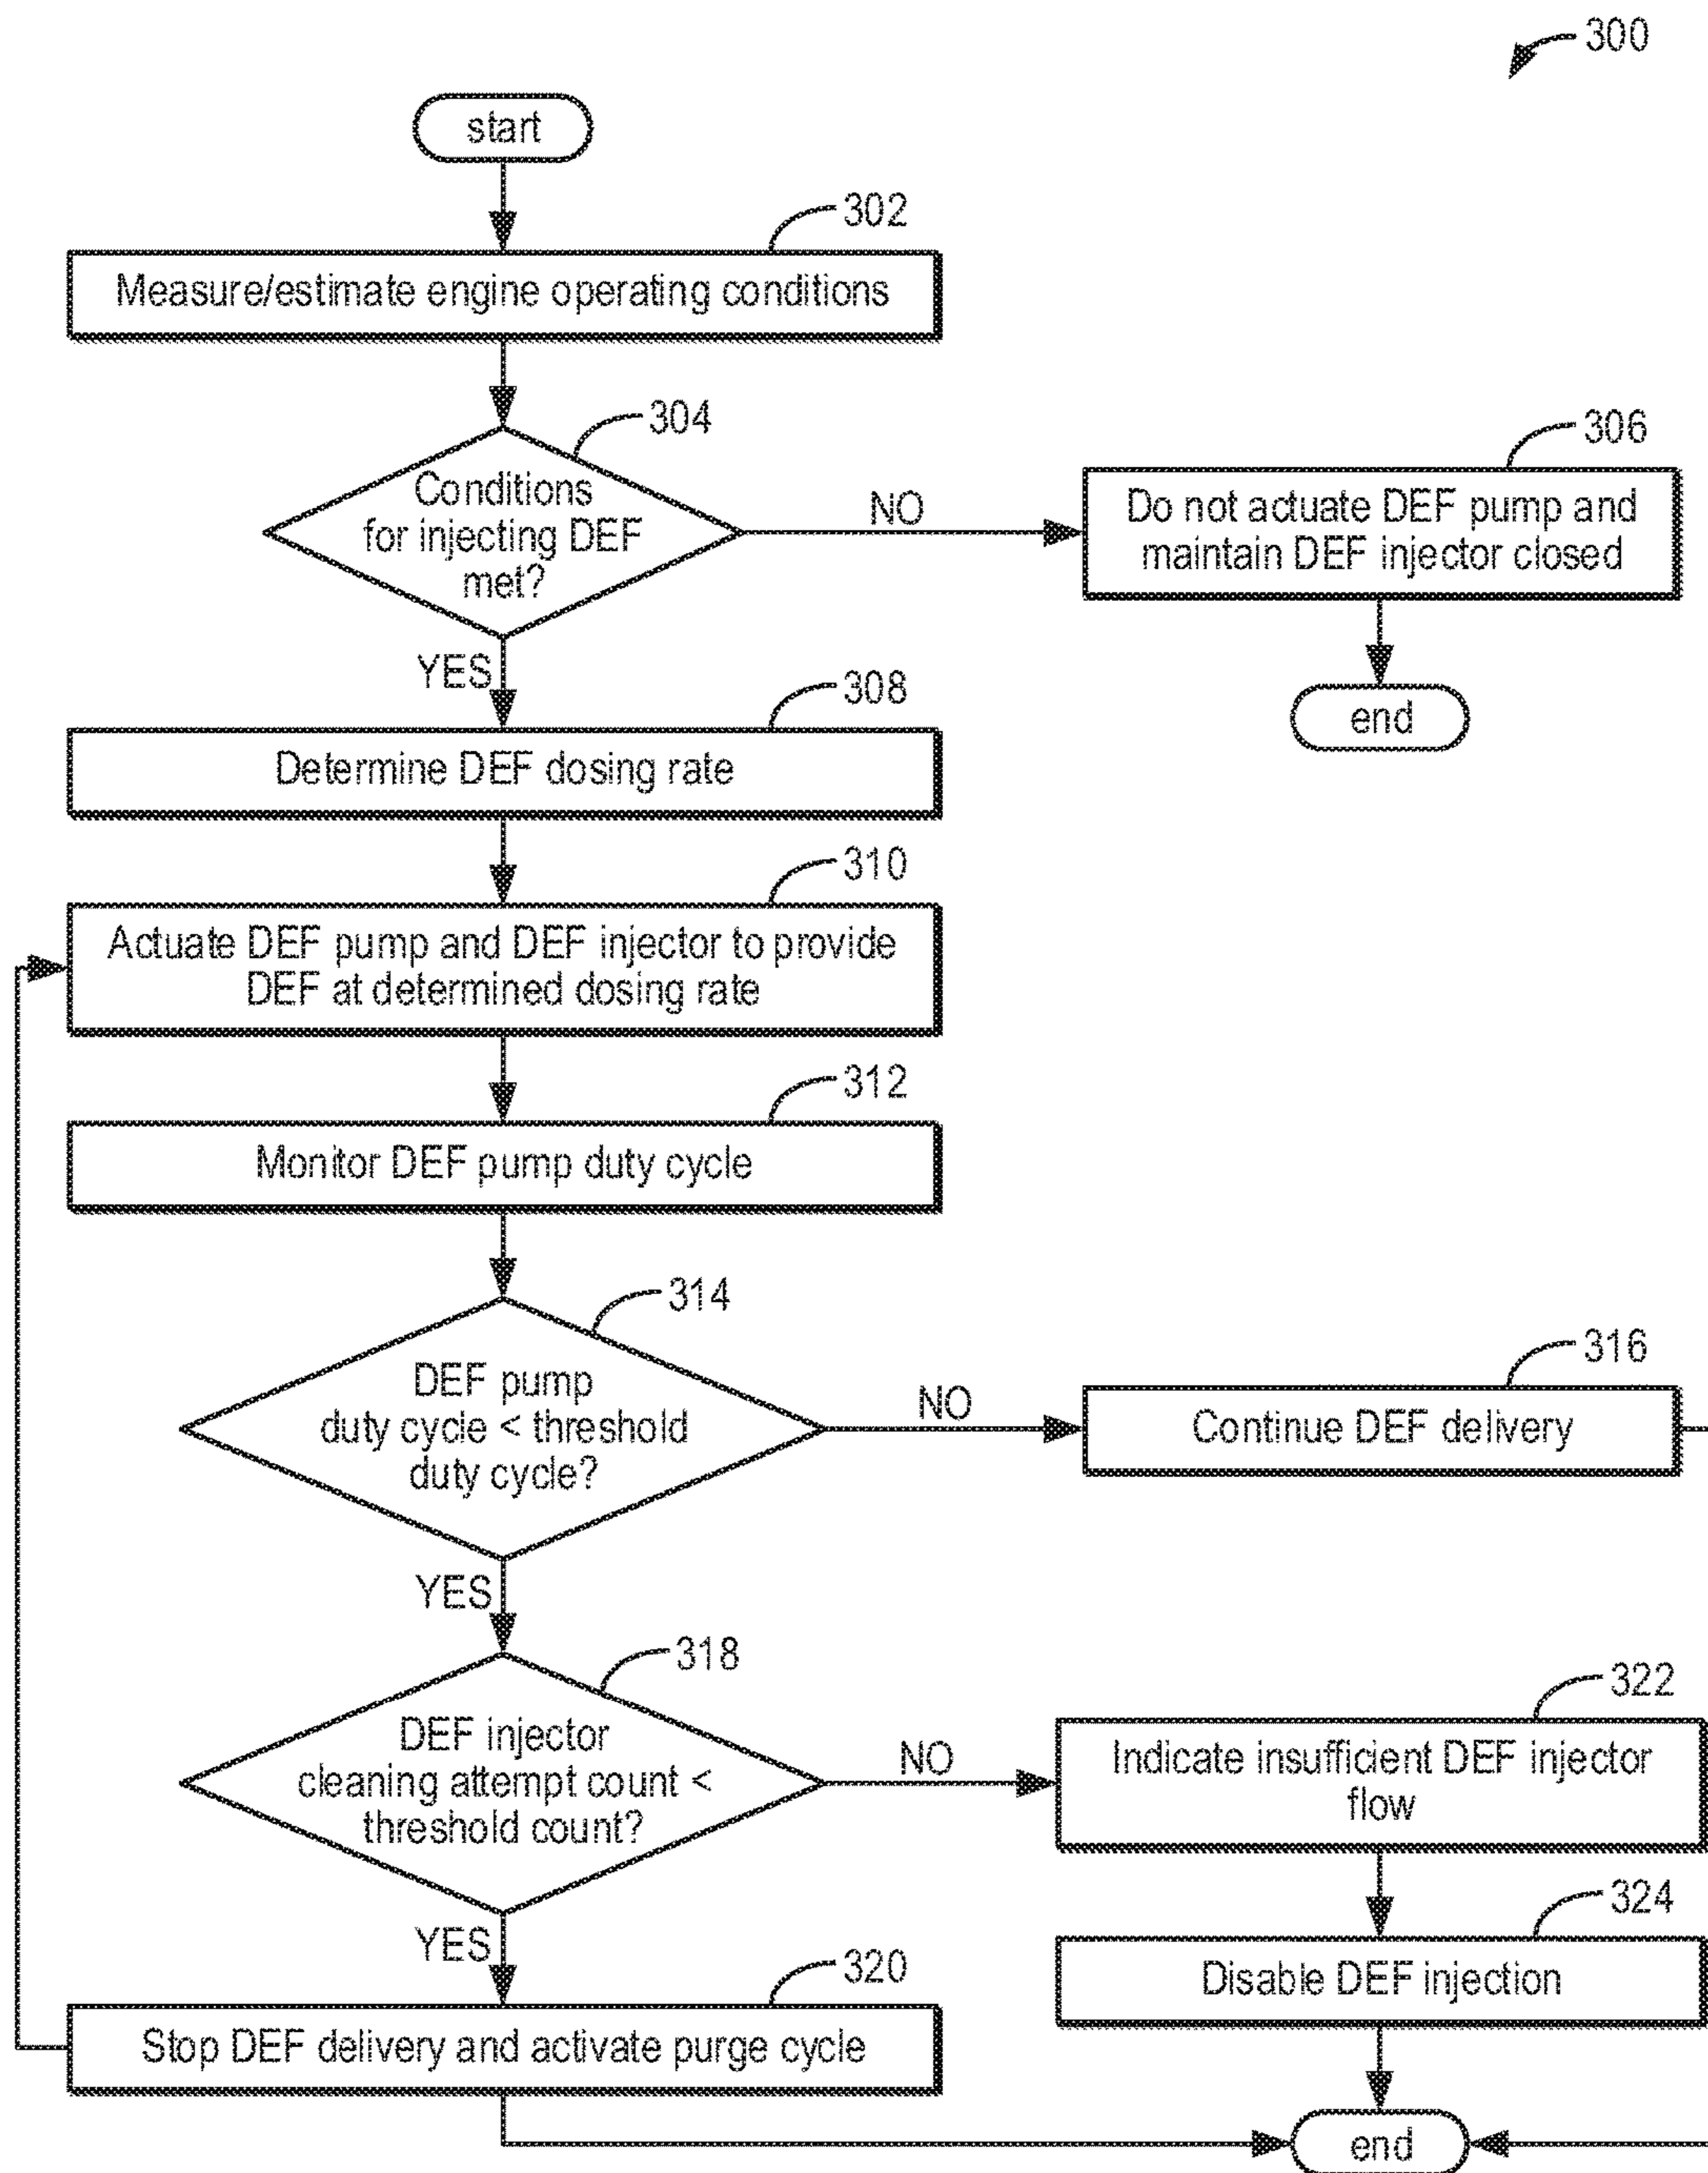 300
start
302
Measure/estimate engine operating conditions
304
Conditions
for injecting DEF
met?
NO
306
Do not actuate DEF pump and
maintain DEF injector closed
end
YES
308
Determine DEF dosing rate
310
Actuate DEF pump and DEF injector to provide
DEF at determined dosing rate
312
Monitor DEF pump duty cycle
314
DEF pump
duty cycle < threshold
duty cycle?
NO
316
Continue DEF delivery
YES
318
DEF injector
cleaning attempt count <
threshold count?
NO
322
Indicate insufficient DEF injector
flow
324
Disable DEF injection
YES
320
Stop DEF delivery and activate purge cycle
end